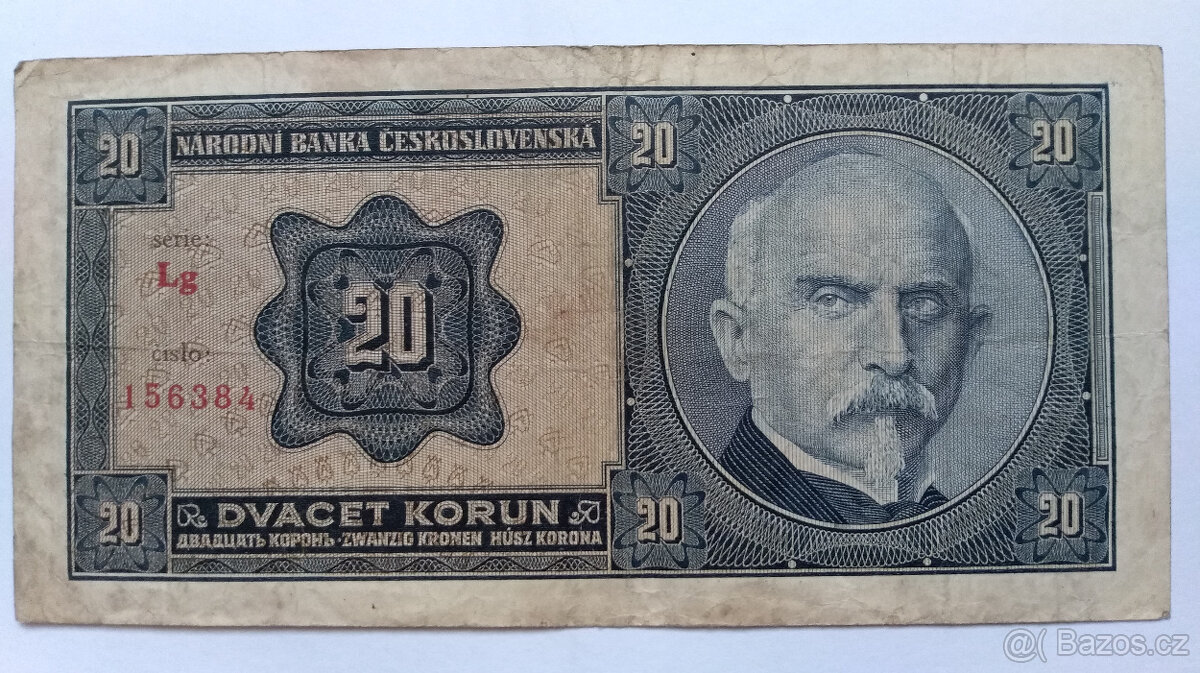 20
NÁRODNÍ BANKA ČESKOSLOVENSKÁ
20
20
serie:
Lg
20
číslo:
156384
20
DVACET KORUN
ДВАДЦАТЬ КОРОНЬ · ZWANZIG KRONEN HÚSZ KORONA
20
20
@( Bazos.cz